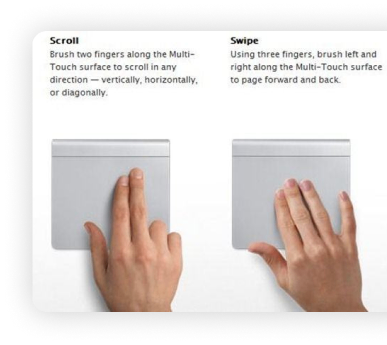 Scroll
Brush two fingers along the Multi-
Touch surface to scroll in any
direction — vertically, horizontally,
or diagonally.
Swipe
Using three fingers, brush left and
right along the Multi-Touch surface
to page forward and back.